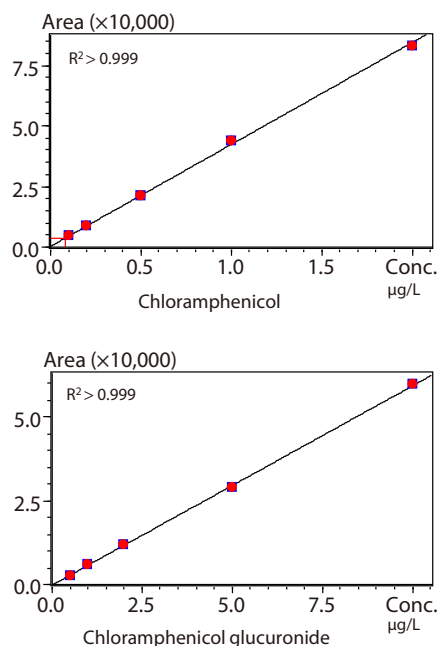 Area (×10,000)
R² > 0.999
7.5
5.0
2.5
0.0
0.0 0.5 1.0 1.5 Conc.
µg/L
Chloramphenicol
Area (×10,000)
R² > 0.999
5.0
2.5
0.0
0.0 2.5 5.0 7.5 Conc.
µg/L
Chloramphenicol glucuronide